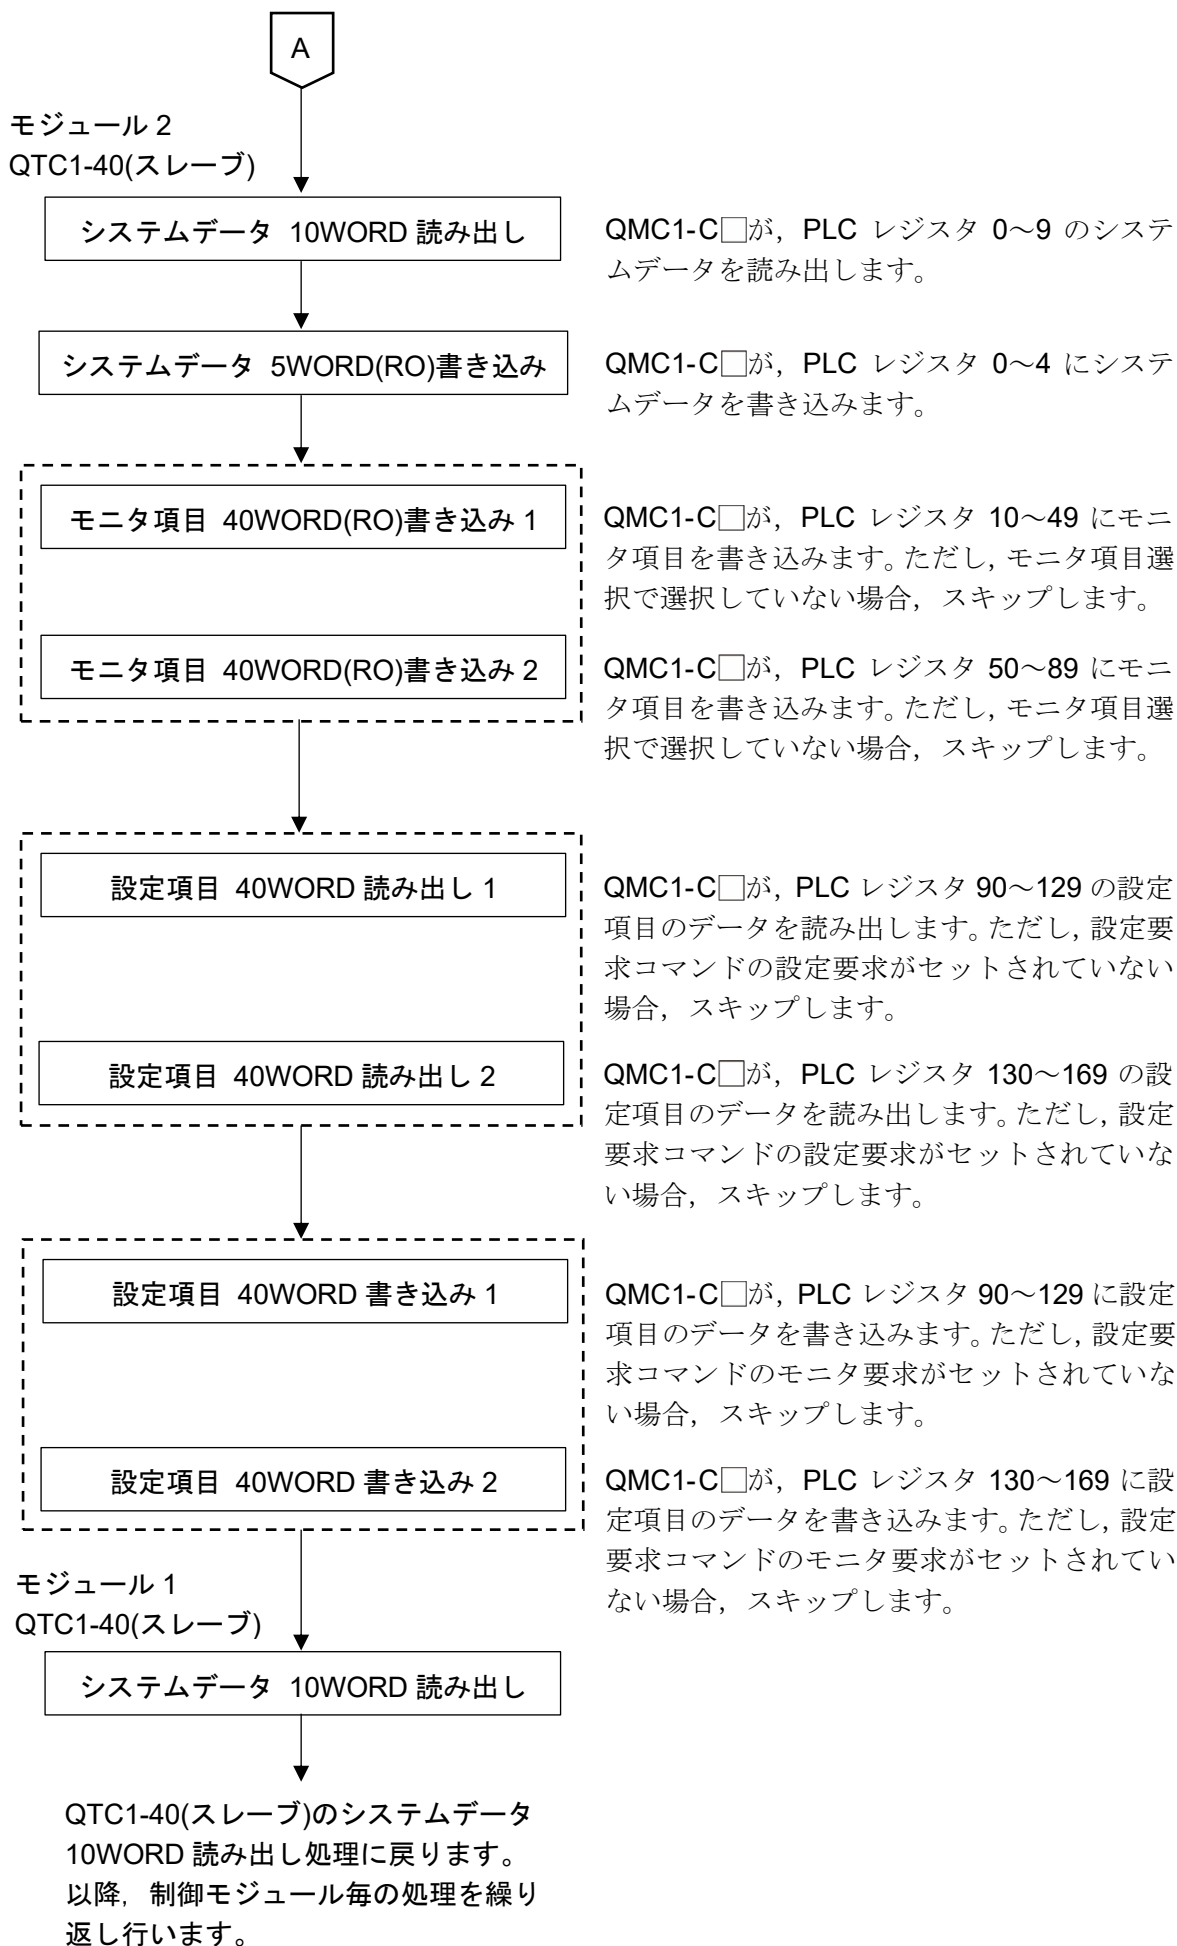 A
モジュール 2
QTC1-40(スレーブ)
システムデータ 10WORD 読み出し
QMC1-C□が，PLC レジスタ 0～9 のシステ
ムデータを読み出します。
システムデータ 5WORD(RO)書き込み
QMC1-C□が，PLC レジスタ 0～4 にシステ
ムデータを書き込みます。
モニタ項目 40WORD(RO)書き込み 1
QMC1-C□が，PLC レジスタ 10～49 にモニ
タ項目を書き込みます。ただし，モニタ項目選
択で選択していない場合，スキップします。
モニタ項目 40WORD(RO)書き込み 2
QMC1-C□が，PLC レジスタ 50～89 にモニ
タ項目を書き込みます。ただし，モニタ項目選
択で選択していない場合，スキップします。
設定項目 40WORD 読み出し 1
QMC1-C□が，PLC レジスタ 90～129 の設定
項目のデータを読み出します。ただし，設定要
求コマンドの設定要求がセットされていない
場合，スキップします。
設定項目 40WORD 読み出し 2
QMC1-C□が，PLC レジスタ 130～169 の設
定項目のデータを読み出します。ただし，設定
要求コマンドの設定要求がセットされていな
い場合，スキップします。
設定項目 40WORD 書き込み 1
QMC1-C□が，PLC レジスタ 90～129 に設定
項目のデータを書き込みます。ただし，設定要
求コマンドのモニタ要求がセットされていな
い場合，スキップします。
設定項目 40WORD 書き込み 2
QMC1-C□が，PLC レジスタ 130～169 に設
定項目のデータを書き込みます。ただし，設定
要求コマンドのモニタ要求がセットされてい
ない場合，スキップします。
モジュール 1
QTC1-40(スレーブ)
システムデータ 10WORD 読み出し
QTC1-40(スレーブ)のシステムデータ
10WORD 読み出し処理に戻ります。
以降，制御モジュール毎の処理を繰り
返し行います。